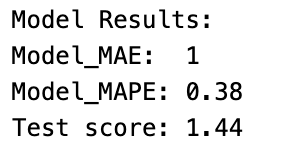 Model Results:
Model_MAE:  1
Model_MAPE: 0.38
Test score: 1.44